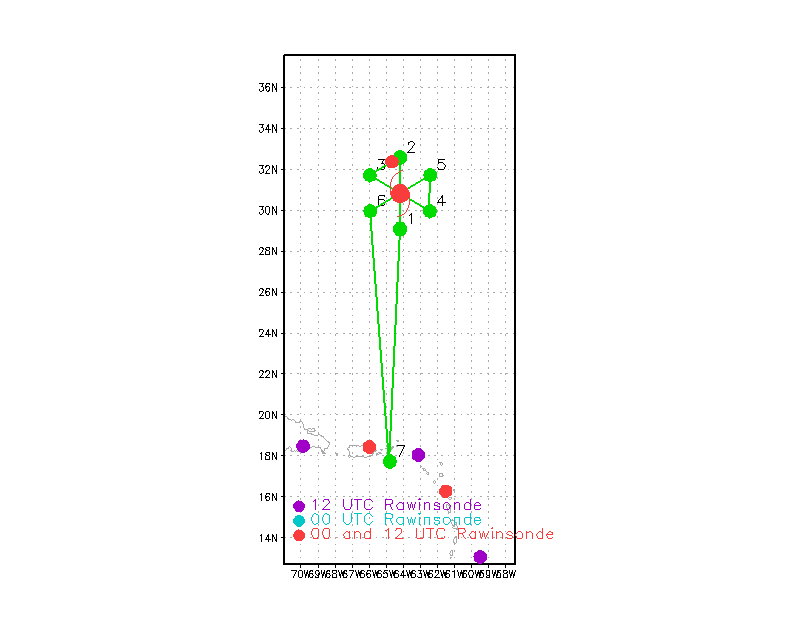 36N
34N
2
32N
3
5
30N
6
4
1
28N
26N
24N
22N
20N
7
18N
16N
12 UTC Rawinsonde
00 UTC Rawinsonde
00 and 12 UTC Rawinsonde
14N
70W 69W 68W 67W 66W 65W 64W 63W 62W 61W 60W 59W 58W